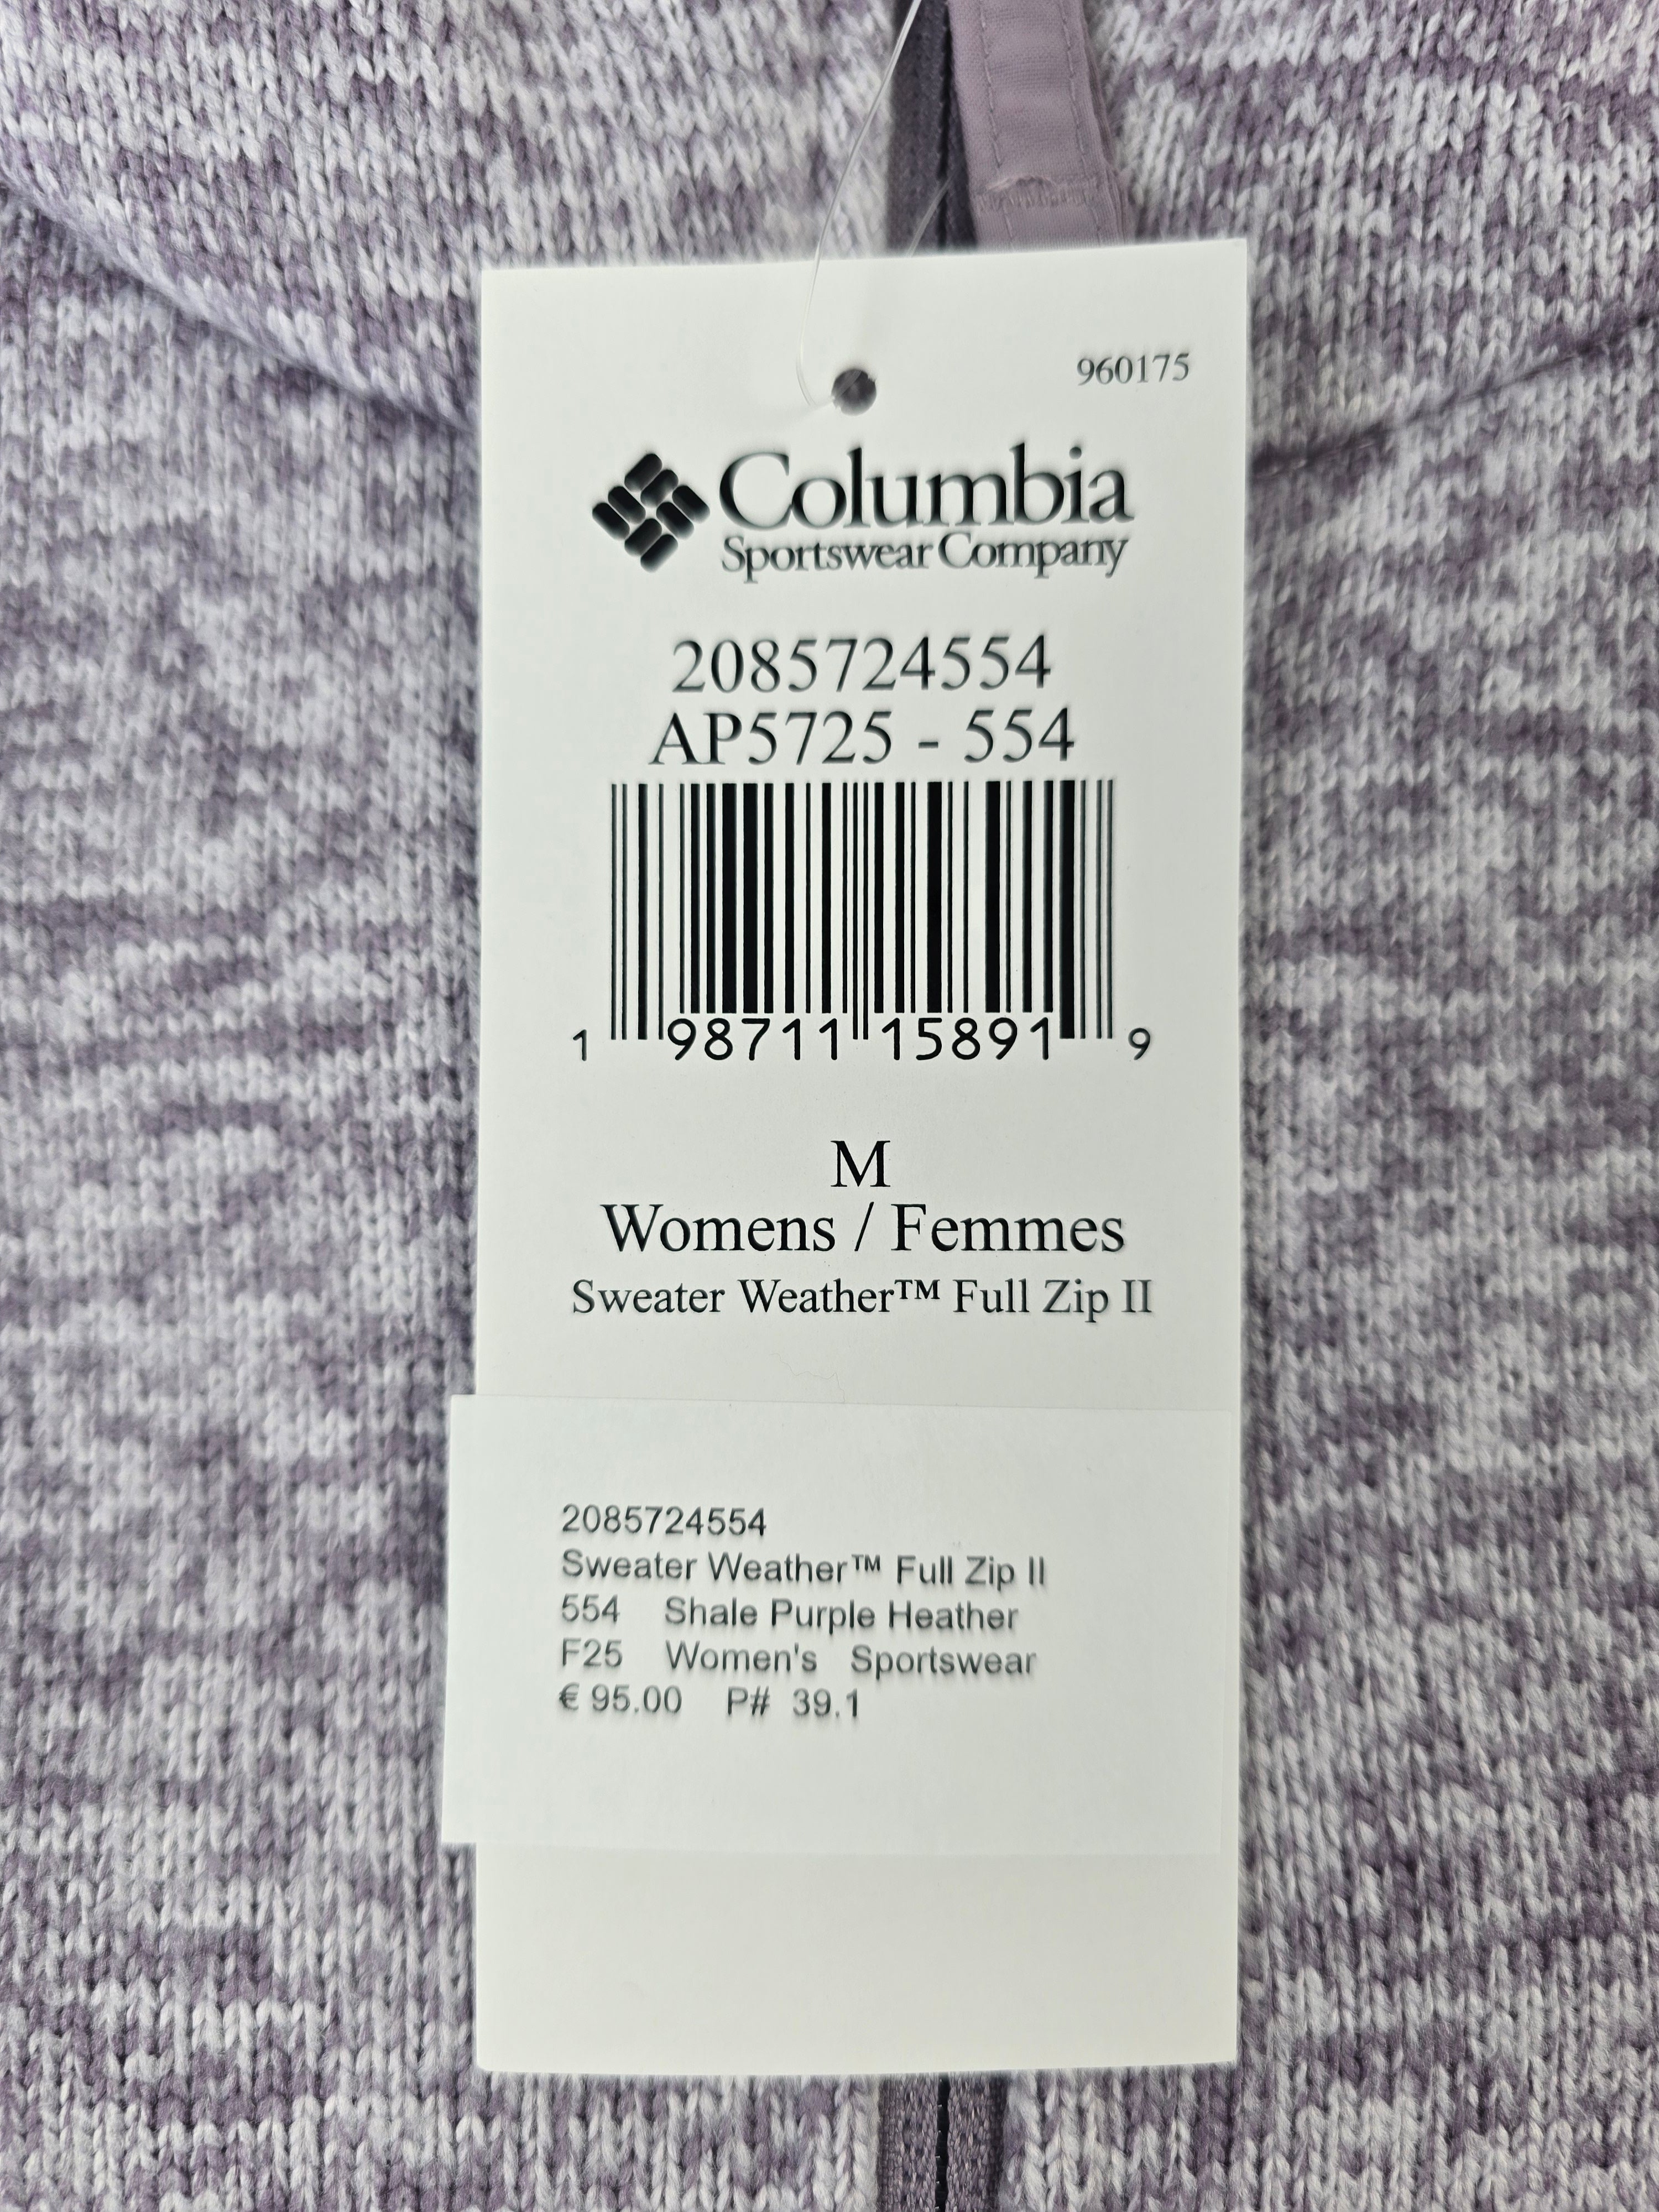 960175
Columbia
Sportswear Company
2085724554
AP5725 - 554
1 98711 15891 9
M
Womens / Femmes
Sweater Weather™ Full Zip II
2085724554
Sweater Weather™ Full Zip II
554 Shale Purple Heather
F25 Women's Sportswear
€ 95.00 P# 39.1